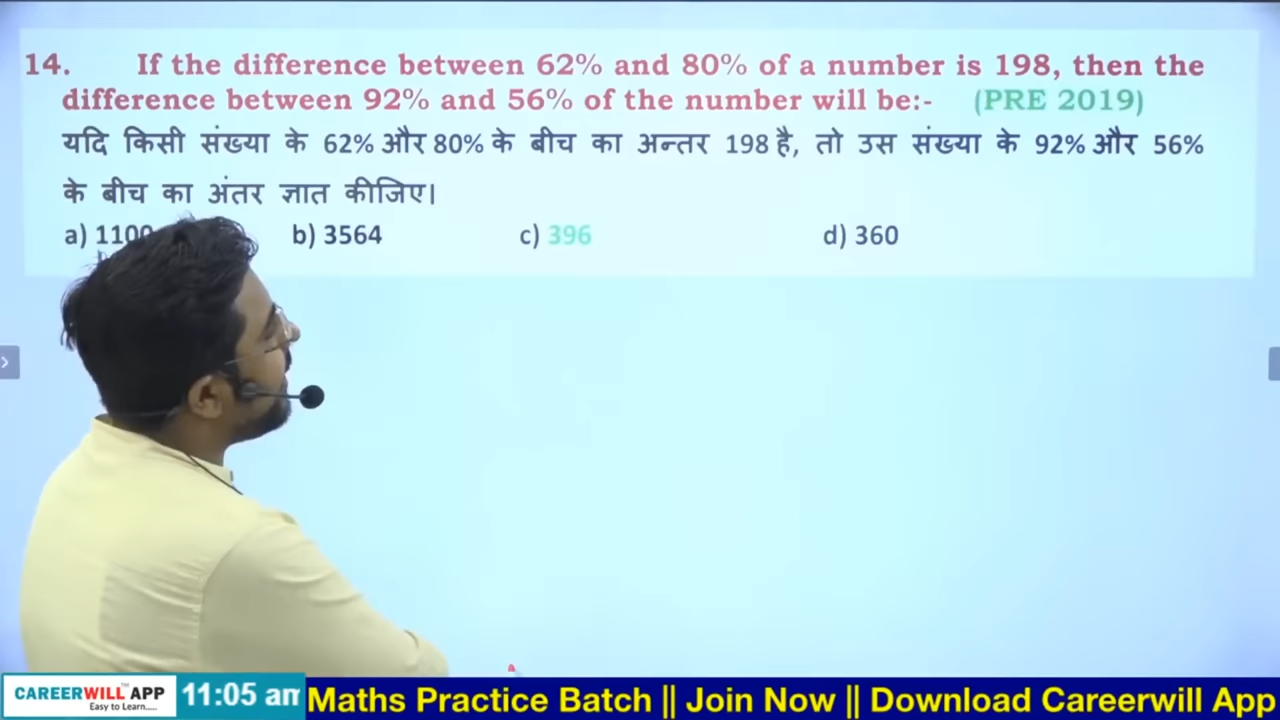 14. If the difference between 62% and 80% of a number is 198, then the
difference between 92% and 56% of the number will be:- (PRE 2019)
यदि किसी संख्या के 62% और 80% के बीच का अन्तर 198 है, तो उस संख्या के 92% और 56%
के बीच का अंतर ज्ञात कीजिए।
a) 1100 b) 3564 c) 396 d) 360
CAREERWILL APP
Easy to Learn.....
11:05 am
Maths Practice Batch || Join Now || Download Careerwill App